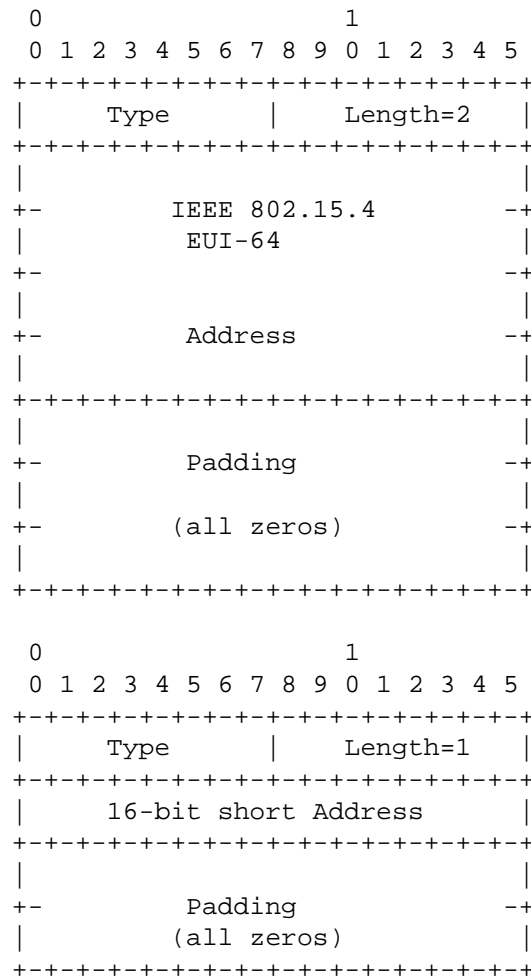 0                   1
 0 1 2 3 4 5 6 7 8 9 0 1 2 3 4 5
+-+-+-+-+-+-+-+-+-+-+-+-+-+-+-+-+
|     Type      |    Length=2   |
+-+-+-+-+-+-+-+-+-+-+-+-+-+-+-+-+
|                               |
+-        IEEE 802.15.4        -+
|          EUI-64               |
+-                             -+
|                               |
+-         Address             -+
|                               |
+-+-+-+-+-+-+-+-+-+-+-+-+-+-+-+-+
|                               |
+-         Padding             -+
|                               |
+-        (all zeros)          -+
|                               |
+-+-+-+-+-+-+-+-+-+-+-+-+-+-+-+-+
 0                   1
 0 1 2 3 4 5 6 7 8 9 0 1 2 3 4 5
+-+-+-+-+-+-+-+-+-+-+-+-+-+-+-+-+
|     Type      |    Length=1   |
+-+-+-+-+-+-+-+-+-+-+-+-+-+-+-+-+
|     16-bit short Address      |
+-+-+-+-+-+-+-+-+-+-+-+-+-+-+-+-+
|                               |
+-         Padding             -+
|         (all zeros)           |
+-+-+-+-+-+-+-+-+-+-+-+-+-+-+-+-+